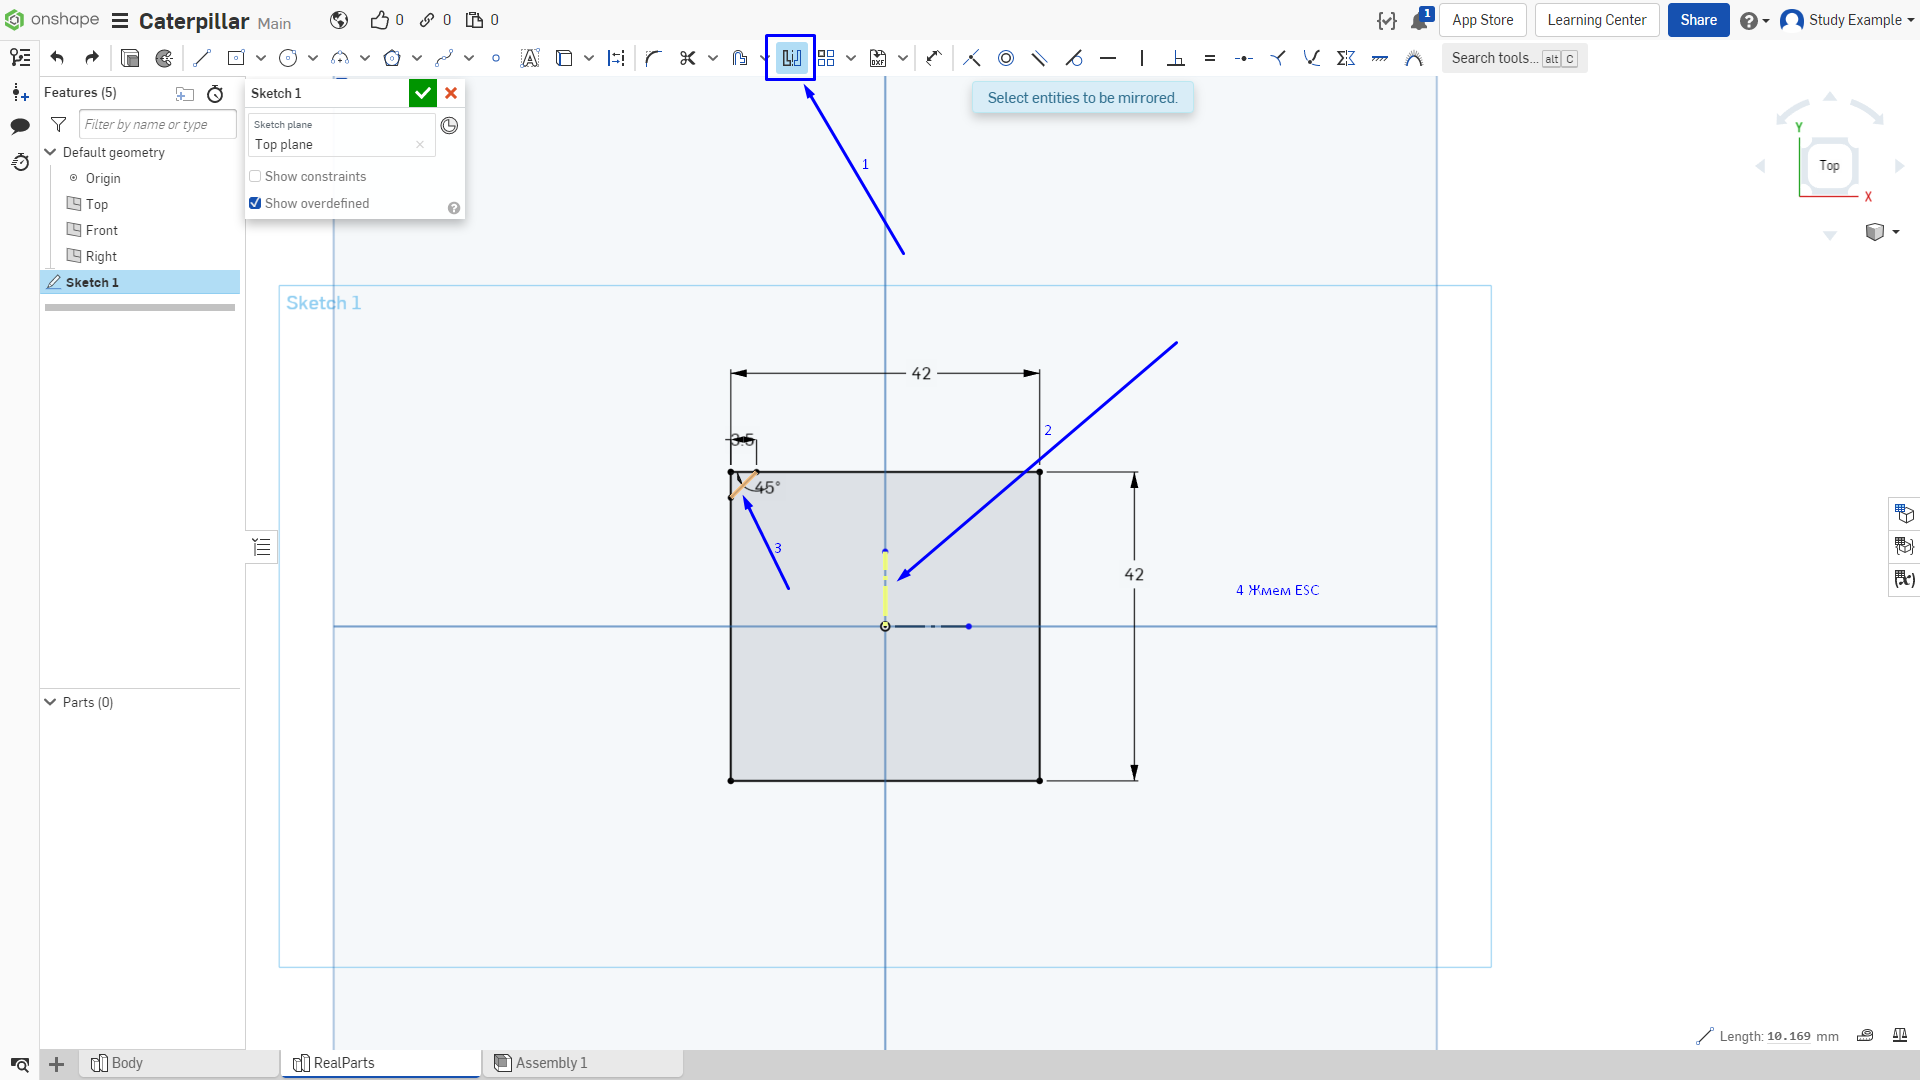 onshape Caterpillar Main 0 0 0 1 App Store Learning Center Share Study Example
Search tools... alt C
Features (5)
Filter by name or type
Default geometry
Origin
Top
Front
Right
Sketch 1
Parts (0)
Sketch 1
Sketch plane
Top plane
Show constraints
Show overdefined
Select entities to be mirrored.
1
Y
Top
X
Sketch 1
42
2
3.5
45°
3
42
4 Жмем ESC
Length: 10.169 mm
Body
RealParts
Assembly 1